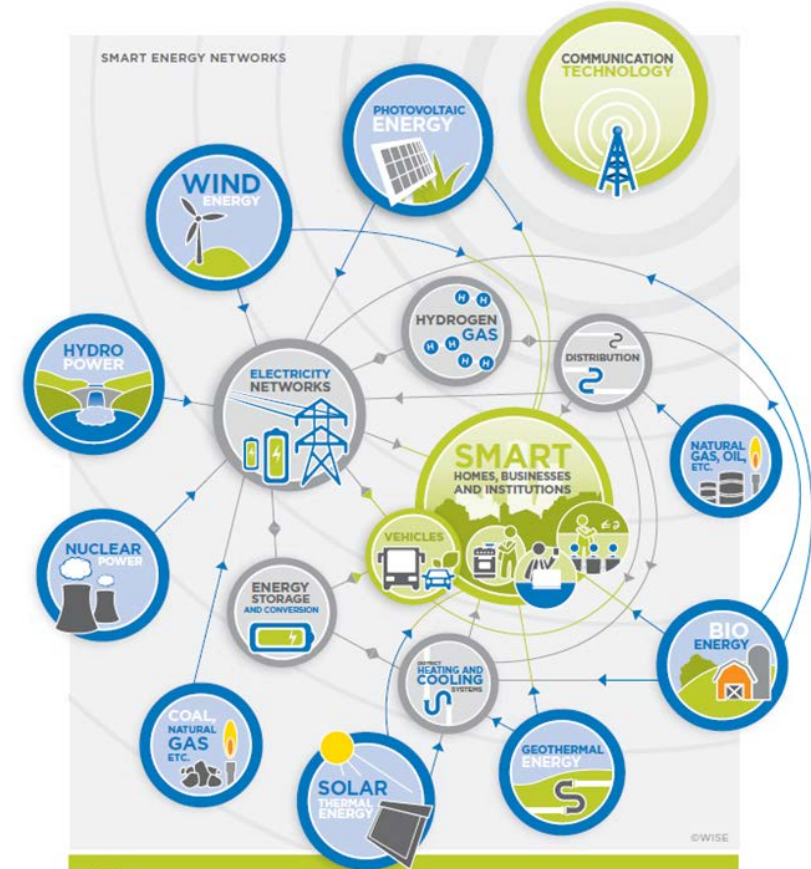 SMART ENERGY NETWORKS
COMMUNICATION
TECHNOLOGY
PHOTOVOLTAIC
ENERGY
WIND
ENERGY
HYDROGEN
GAS
H H
H H
H H
DISTRIBUTION
HYDRO
POWER
ELECTRICITY
NETWORKS
SMART
HOMES, BUSINESSES
AND INSTITUTIONS
NATURAL
GAS, OIL,
ETC.
VEHICLES
NUCLEAR
POWER
ENERGY
STORAGE
AND CONVERSION
BIO
ENERGY
DISTRICT
HEATING AND
COOLING
SYSTEMS
COAL,
NATURAL
GAS
ETC.
GEOTHERMAL
ENERGY
SOLAR
THERMAL
ENERGY
©WISE